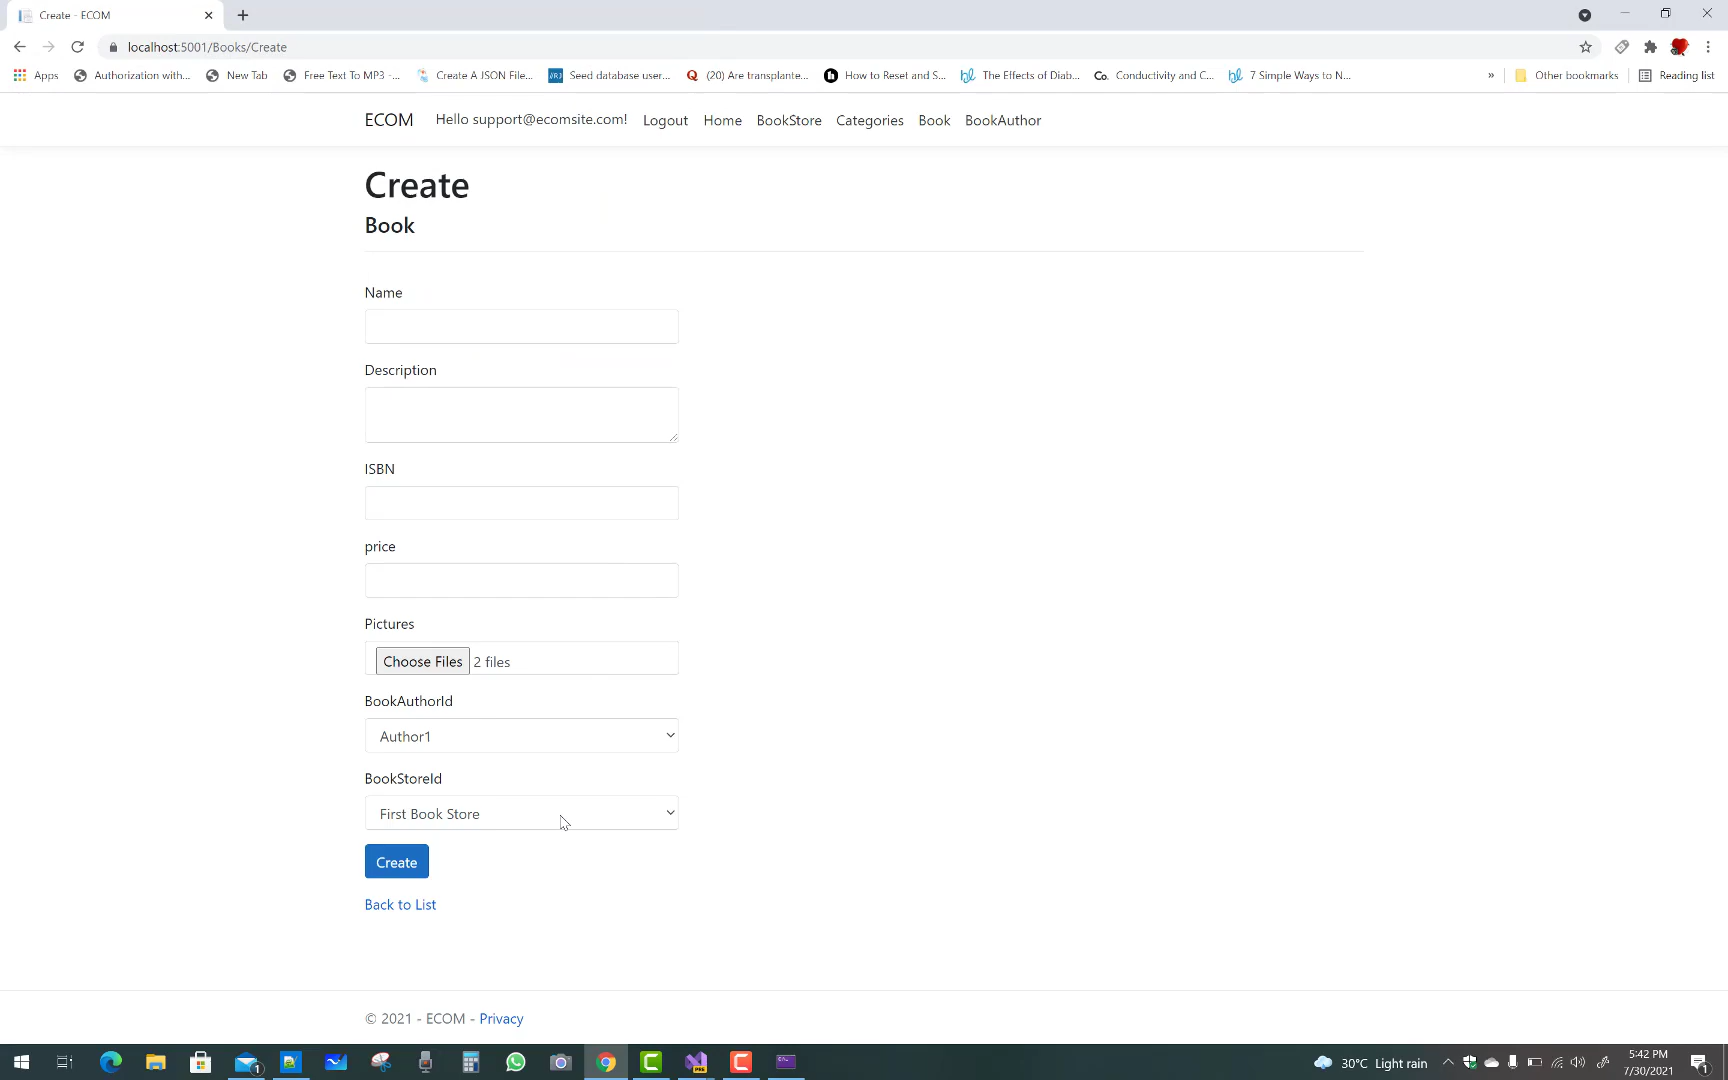 Create - ECOM
localhost:5001/Books/Create
Apps Authorization with... New Tab Free Text To MP3 -... Create A JSON File... Seed database user... (20) Are transplante... How to Reset and S... The Effects of Diab... Co. Conductivity and C... 7 Simple Ways to N... » Other bookmarks Reading list
ECOM Hello support@ecomsite.com! Logout Home BookStore Categories Book BookAuthor
Create
Book
Name
Description
ISBN
price
Pictures
Choose Files 2 files
BookAuthorId
Author1
BookStoreId
First Book Store
Create
Back to List
© 2021 - ECOM - Privacy
30°C Light rain 5:42 PM
7/30/2021